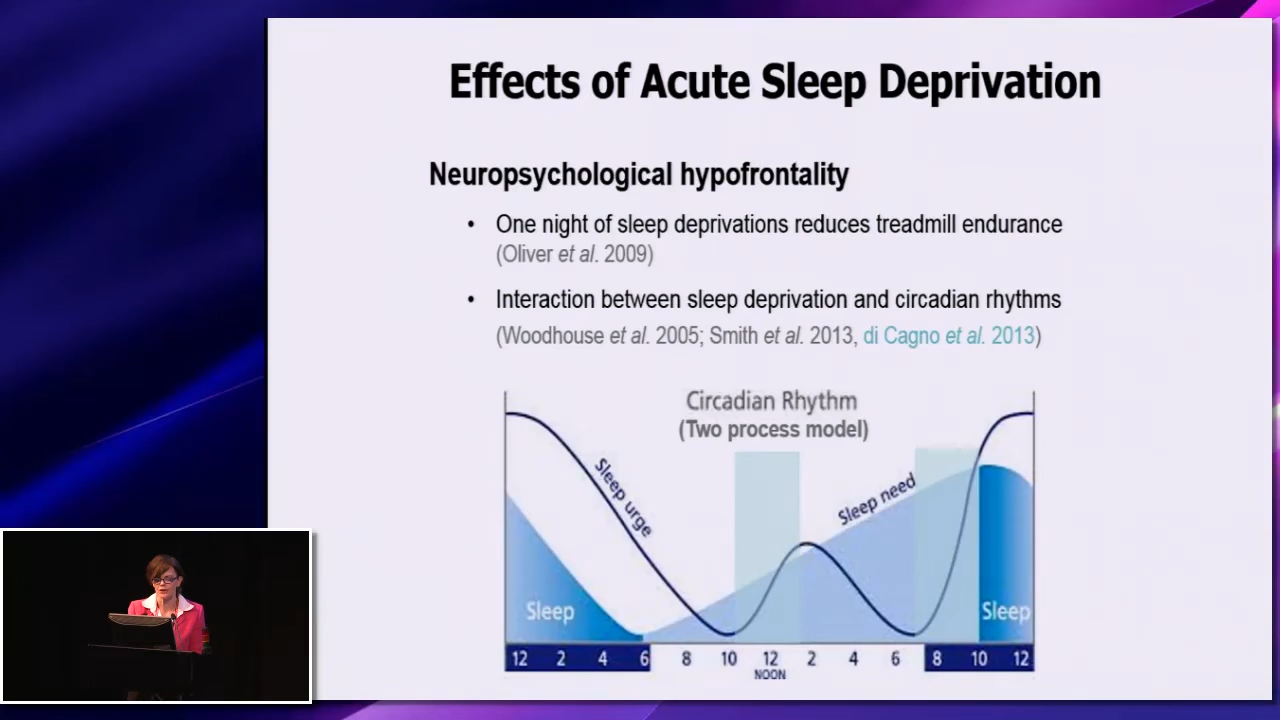 Effects of Acute Sleep Deprivation
Neuropsychological hypofrontality
• One night of sleep deprivations reduces treadmill endurance
(Oliver et al. 2009)
• Interaction between sleep deprivation and circadian rhythms
(Woodhouse et al. 2005; Smith et al. 2013, di Cagno et al. 2013)
Circadian Rhythm
(Two process model)
Sleep urge
Sleep need
Sleep
Sleep
12 2 4 6 8 10 12 2 4 6 8 10 12
NOON